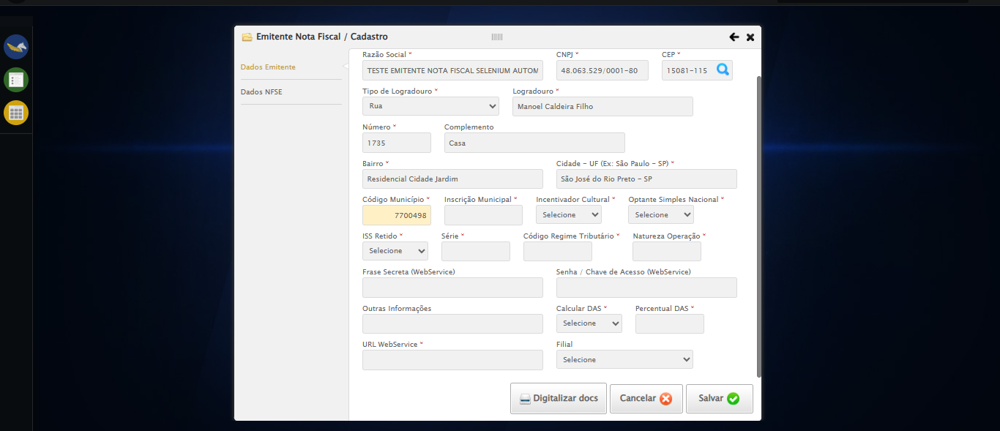 Emitente Nota Fiscal / Cadastro
Dados Emitente
Dados NFSE
Razão Social * CNPJ * CEP *
TESTE EMITENTE NOTA FISCAL SELENIUM AUTOM 48.063.529/0001-80 15081-115
Tipo de Logradouro * Logradouro *
Rua Manoel Caldeira Filho
Número * Complemento
1735 Casa
Bairro * Cidade - UF (Ex: São Paulo - SP) *
Residencial Cidade Jardim São José do Rio Preto - SP
Código Município * Inscrição Municipal * Incentivador Cultural * Optante Simples Nacional *
7700498 Selecione Selecione
ISS Retido * Série * Código Regime Tributário * Natureza Operação *
Selecione
Frase Secreta (WebService) Senha / Chave de Acesso (WebService)
Outras Informações Calcular DAS * Percentual DAS *
Selecione
URL WebService * Filial
Selecione
Digitalizar docs Cancelar Salvar